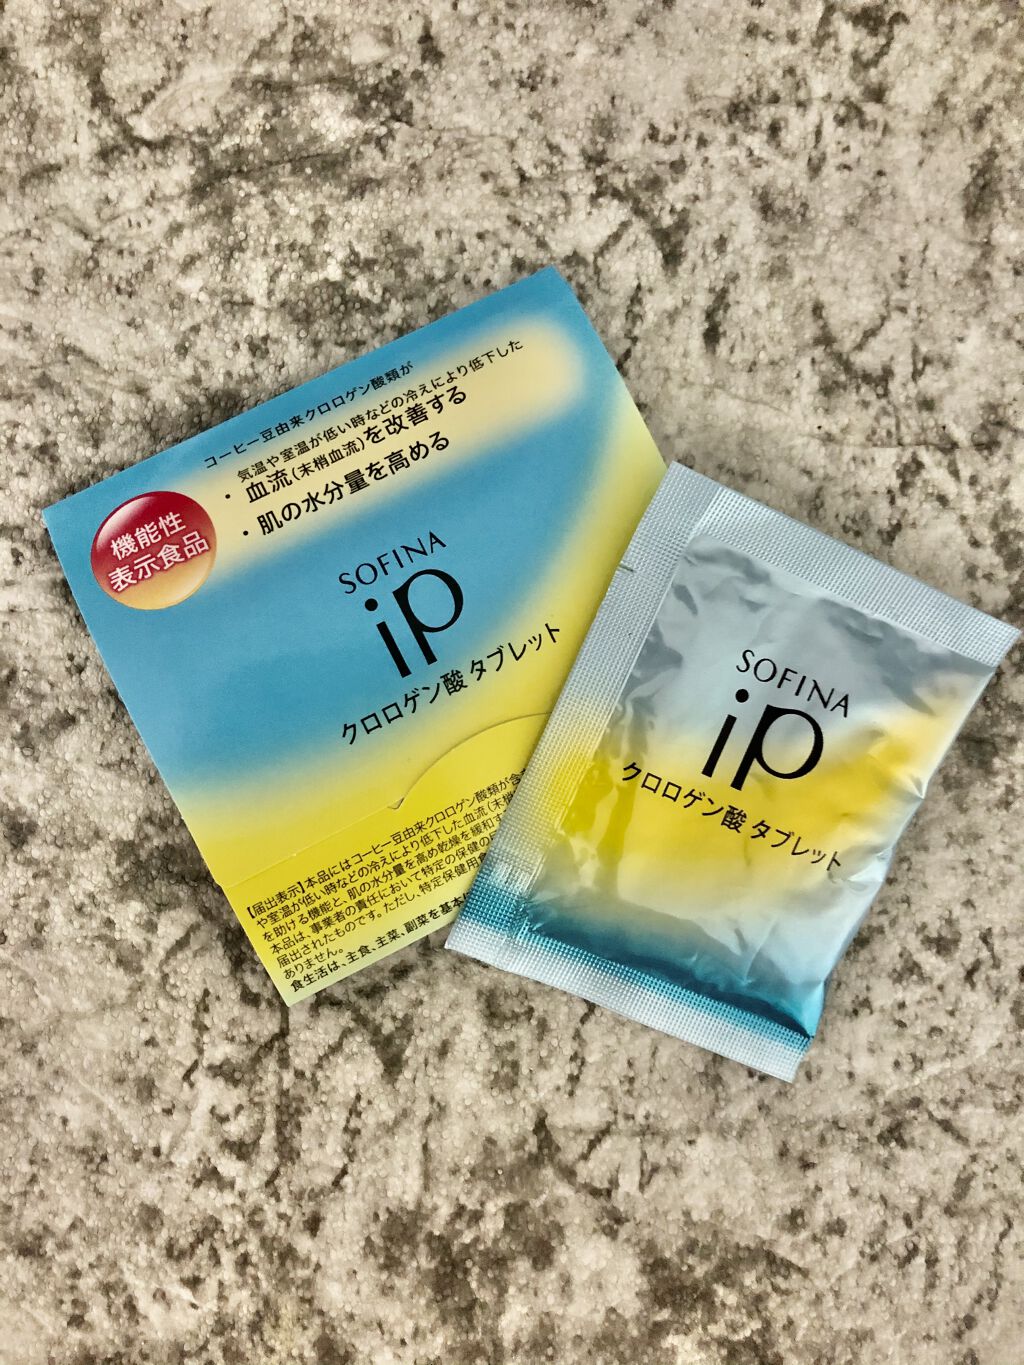 コーヒー豆由来クロロゲン酸類が
気温や室温が低い時などの冷えにより低下した
・血流(末梢血流)を改善する
・肌の水分量を高める
機能性
表示食品
SOFINA
iP
クロロゲン酸 タブレット
【届出表示】本品にはコーヒー豆由来クロロゲン酸類が含
や室温が低い時などの冷えにより低下した血流(末梢
を助ける機能と、肌の水分量を高め乾燥を緩和す
本品は、事業者の責任において特定の保健の
届出されたものです。ただし、特定保健用食
ありません。
食生活は、主食、主菜、副菜を基本
SOFINA
iP
クロロゲン酸 タブレット